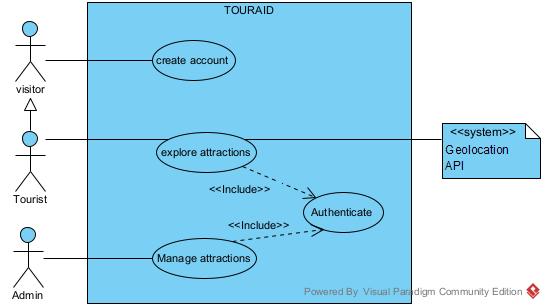 TOURAID
create account
visitor
<<system>>
Geolocation
API
explore attractions
Tourist
<<Include>>
Authenticate
<<Include>>
Manage attractions
Admin
Powered By Visual Paradigm Community Edition